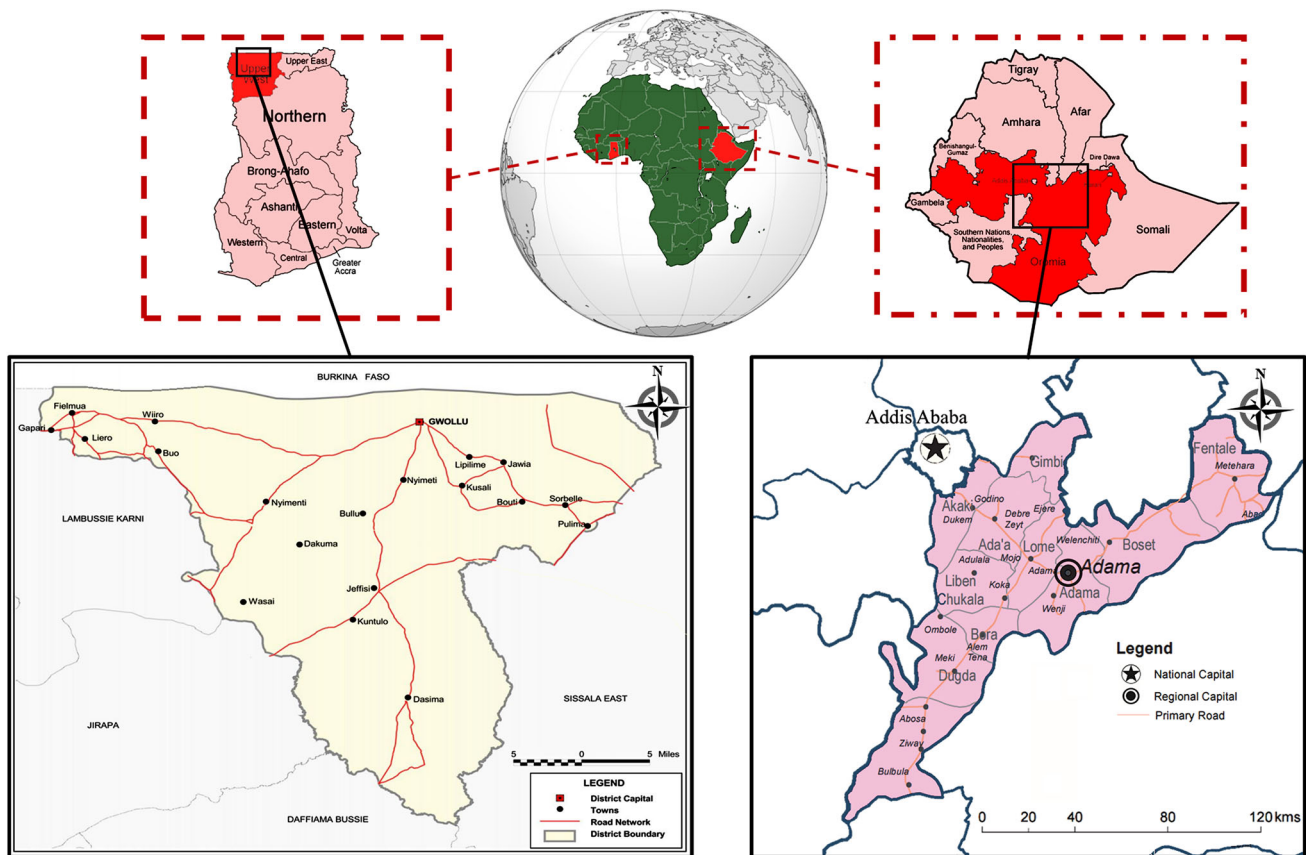 Upper East
Upper
West
Northern
Brong-Ahafo
Ashanti
Eastern
Volta
Western
Central
Greater
Accra
Tigray
Afar
Amhara
Benishangul-
Gumaz
Dire Dawa
Gambela
Southern Nations,
Nationalities,
and Peoples
Somali
Oromia
BURKINA FASO
N
Fielmua
Gapari
Wiiro
Liero
Buo
GWOLLU
Lipilime
Jawia
Nyimeti
Kusali
Nyimenti
Bouti
Sorbelle
Bullu
Pulima
LAMBUSSIE KARNI
Dakuma
Jeffisi
Wasai
Kuntulo
Dasima
SISSALA EAST
JIRAPA
5 0 5 Miles
LEGEND
District Capital
Towns
Road Network
District Boundary
DAFFIAMA BUSSIE
N
Addis Ababa
Fentale
Gimbi
Metehara
Akaki
Godino
Ejere
Dukem
Debre
Zeyt
Welenchiti
Ada'a
Lome
Boset
Adulala
Mojo
Adama
Adama
Liben
Chukala
Koka
Adama
Wenji
Ombole
Bora
Alem
Tena
Meki
Dugda
Abosa
Ziway
Bulbula
Legend
National Capital
Regional Capital
Primary Road
0 20 40 80 120 kms